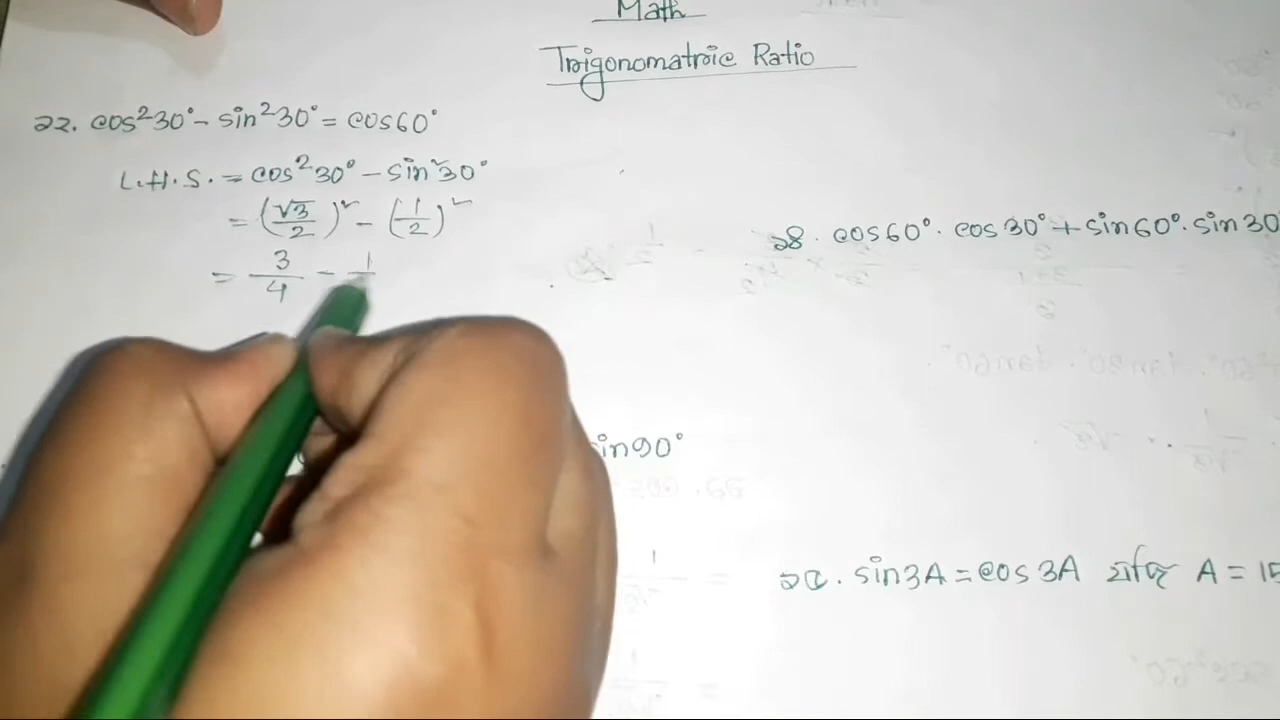 Math
Trigonomatric Ratio
২২. cos²30° - sin²30° = cos60°
L.H.S. = cos²30° - sin²30°
= (√3/2)² - (1/2)²
= 3/4 - 1
২৪. cos60°. cos30° + sin60°. sin30
in90°
২৫. sin3A = cos3A যদি A = 15